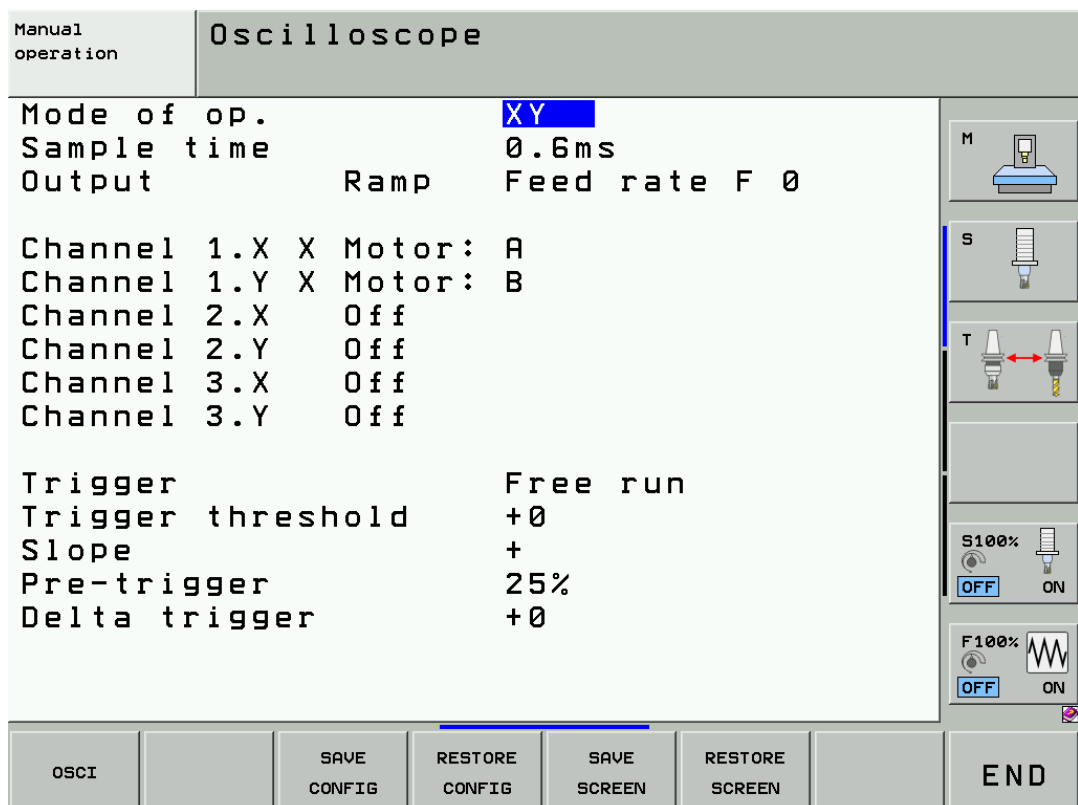 Manual
operation
Oscilloscope
Mode of op. XY
Sample time 0.6ms
Output Ramp Feed rate F 0
Channel 1.X X Motor: A
Channel 1.Y X Motor: B
Channel 2.X Off
Channel 2.Y Off
Channel 3.X Off
Channel 3.Y Off
Trigger Free run
Trigger threshold +0
Slope +
Pre-trigger 25%
Delta trigger +0
M
S
T
S100%
OFF ON
F100%
OFF ON
OSCI
SAVE
CONFIG
RESTORE
CONFIG
SAVE
SCREEN
RESTORE
SCREEN
END